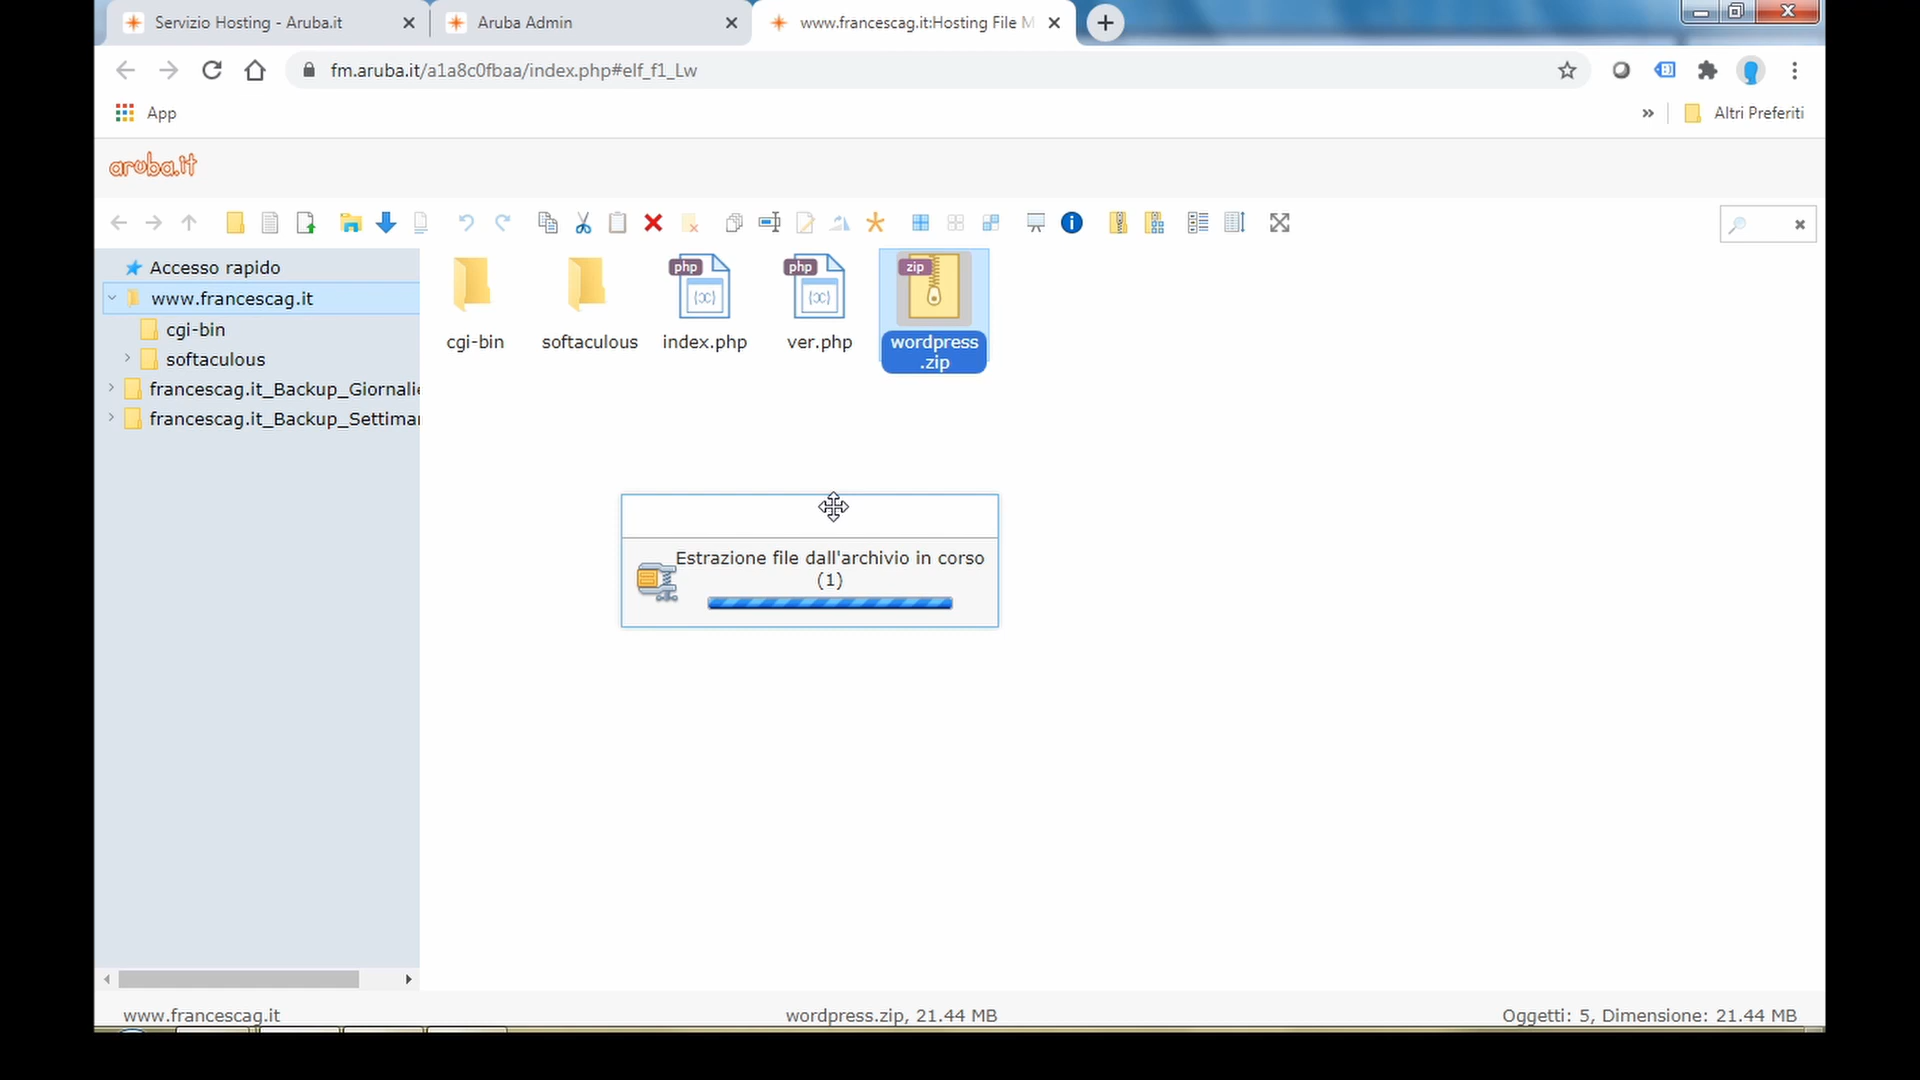 Servizio Hosting - Aruba.it
Aruba Admin
www.francescag.it:Hosting File M
fm.aruba.it/a1a8c0fbaa/index.php#elf_f1_Lw
App
»
Altri Preferiti
aruba.it
Accesso rapido
www.francescag.it
cgi-bin
softaculous
francescag.it_Backup_Giornalie
francescag.it_Backup_Settimar
cgi-bin
softaculous
php
index.php
php
ver.php
zip
wordpress
.zip
Estrazione file dall'archivio in corso
(1)
www.francescag.it
wordpress.zip, 21.44 MB
Oggetti: 5, Dimensione: 21.44 MB